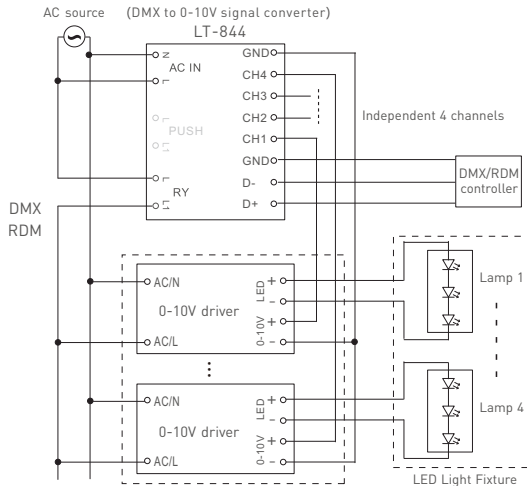 AC source
(DMX to 0-10V signal converter)
LT-844
N
AC IN
L
PUSH
L
L1
L
RY
L1
GND
CH4
CH3
CH2
CH1
GND
D-
D+
Independent 4 channels
DMX/RDM
controller
DMX
RDM
AC/N
0-10V driver
AC/L
LED
+
−
0-10V
+
−
Lamp 1
AC/N
0-10V driver
AC/L
LED
+
−
0-10V
+
−
Lamp 4
LED Light Fixture